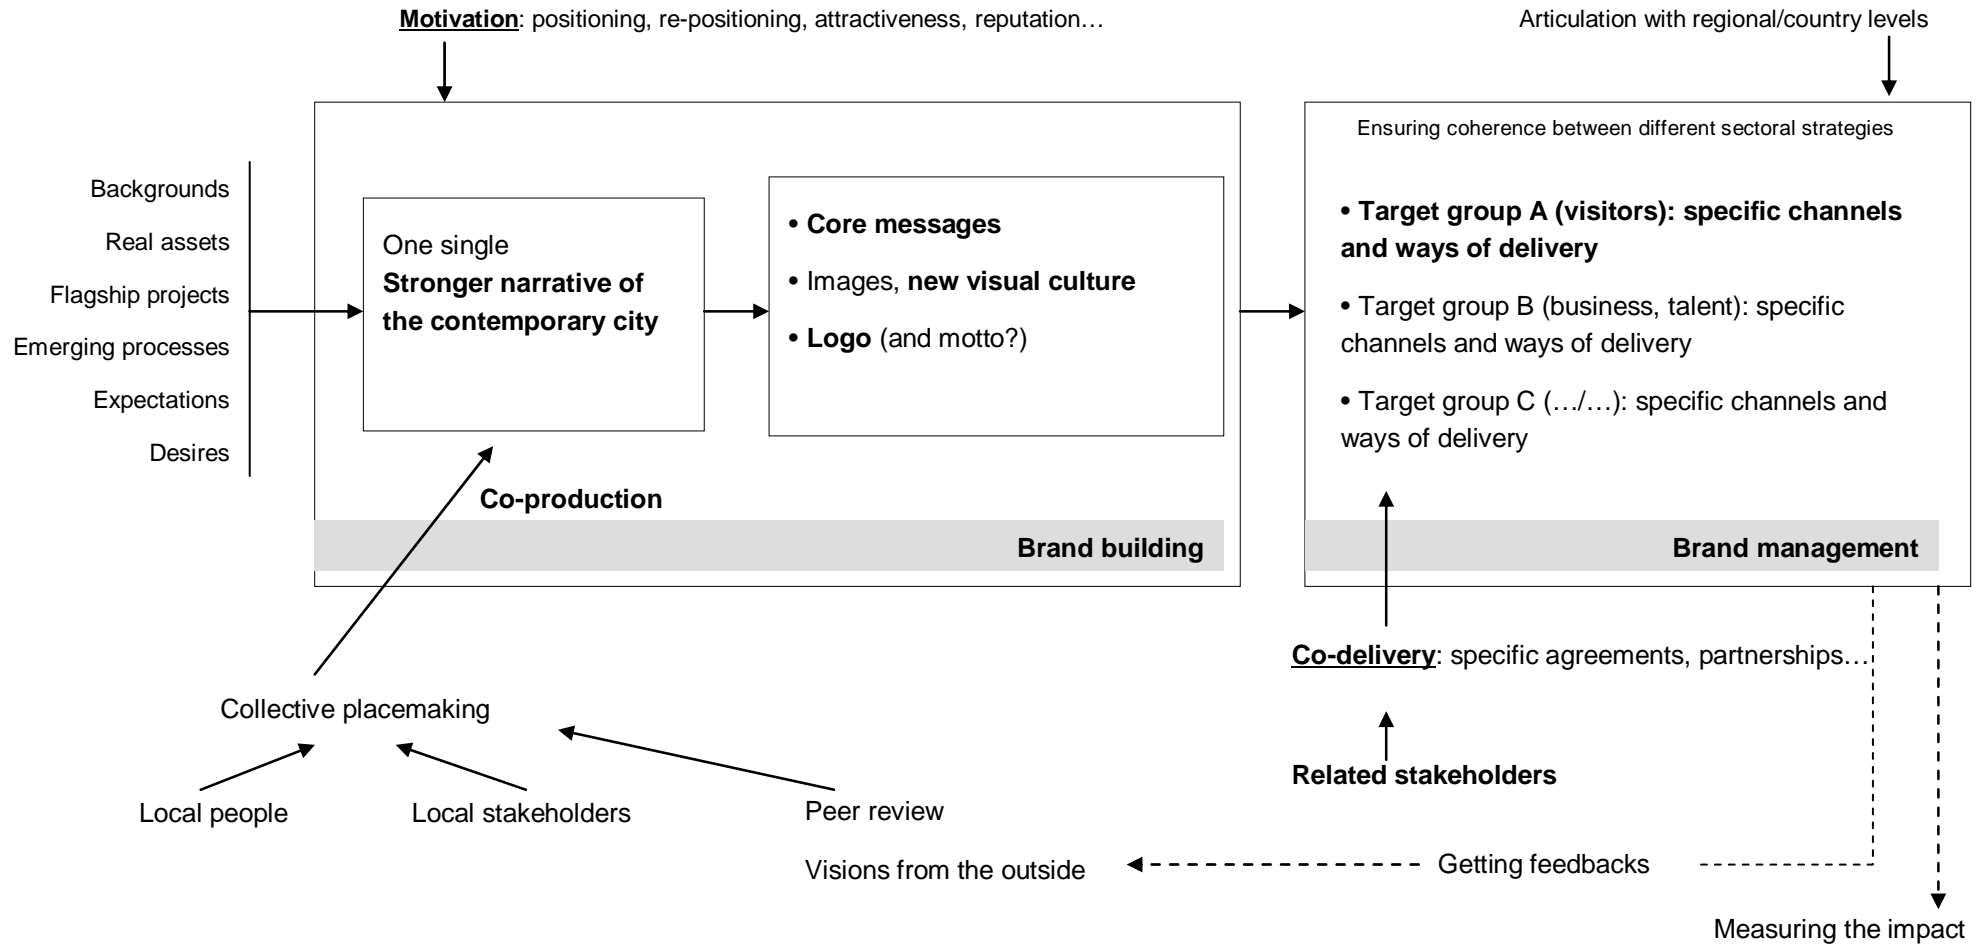 Motivation: positioning, re-positioning, attractiveness, reputation…
Articulation with regional/country levels
Backgrounds
Real assets
Flagship projects
Emerging processes
Expectations
Desires
One single
Stronger narrative of
the contemporary city
• Core messages
• Images, new visual culture
• Logo (and motto?)
Co-production
Brand building
Ensuring coherence between different sectoral strategies
• Target group A (visitors): specific channels
and ways of delivery
• Target group B (business, talent): specific
channels and ways of delivery
• Target group C (…/…): specific channels and
ways of delivery
Brand management
Co-delivery: specific agreements, partnerships…
Related stakeholders
Collective placemaking
Local people
Local stakeholders
Peer review
Visions from the outside
Getting feedbacks
Measuring the impact